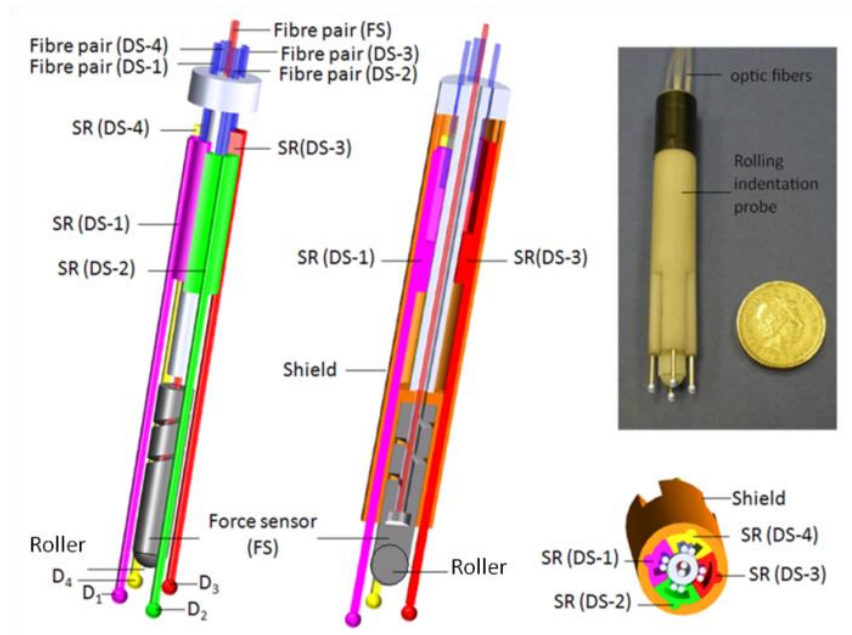 Fibre pair (FS)
Fibre pair (DS-4)
Fibre pair (DS-3)
Fibre pair (DS-1)
Fibre pair (DS-2)
SR (DS-4)
SR(DS-3)
SR (DS-1)
SR (DS-2)
Force sensor
(FS)
Roller
D4
D1
D3
D2
SR (DS-1)
SR(DS-3)
Shield
Roller
optic fibers
Rolling
indentation
probe
Shield
SR (DS-4)
SR (DS-1)
SR (DS-3)
SR (DS-2)